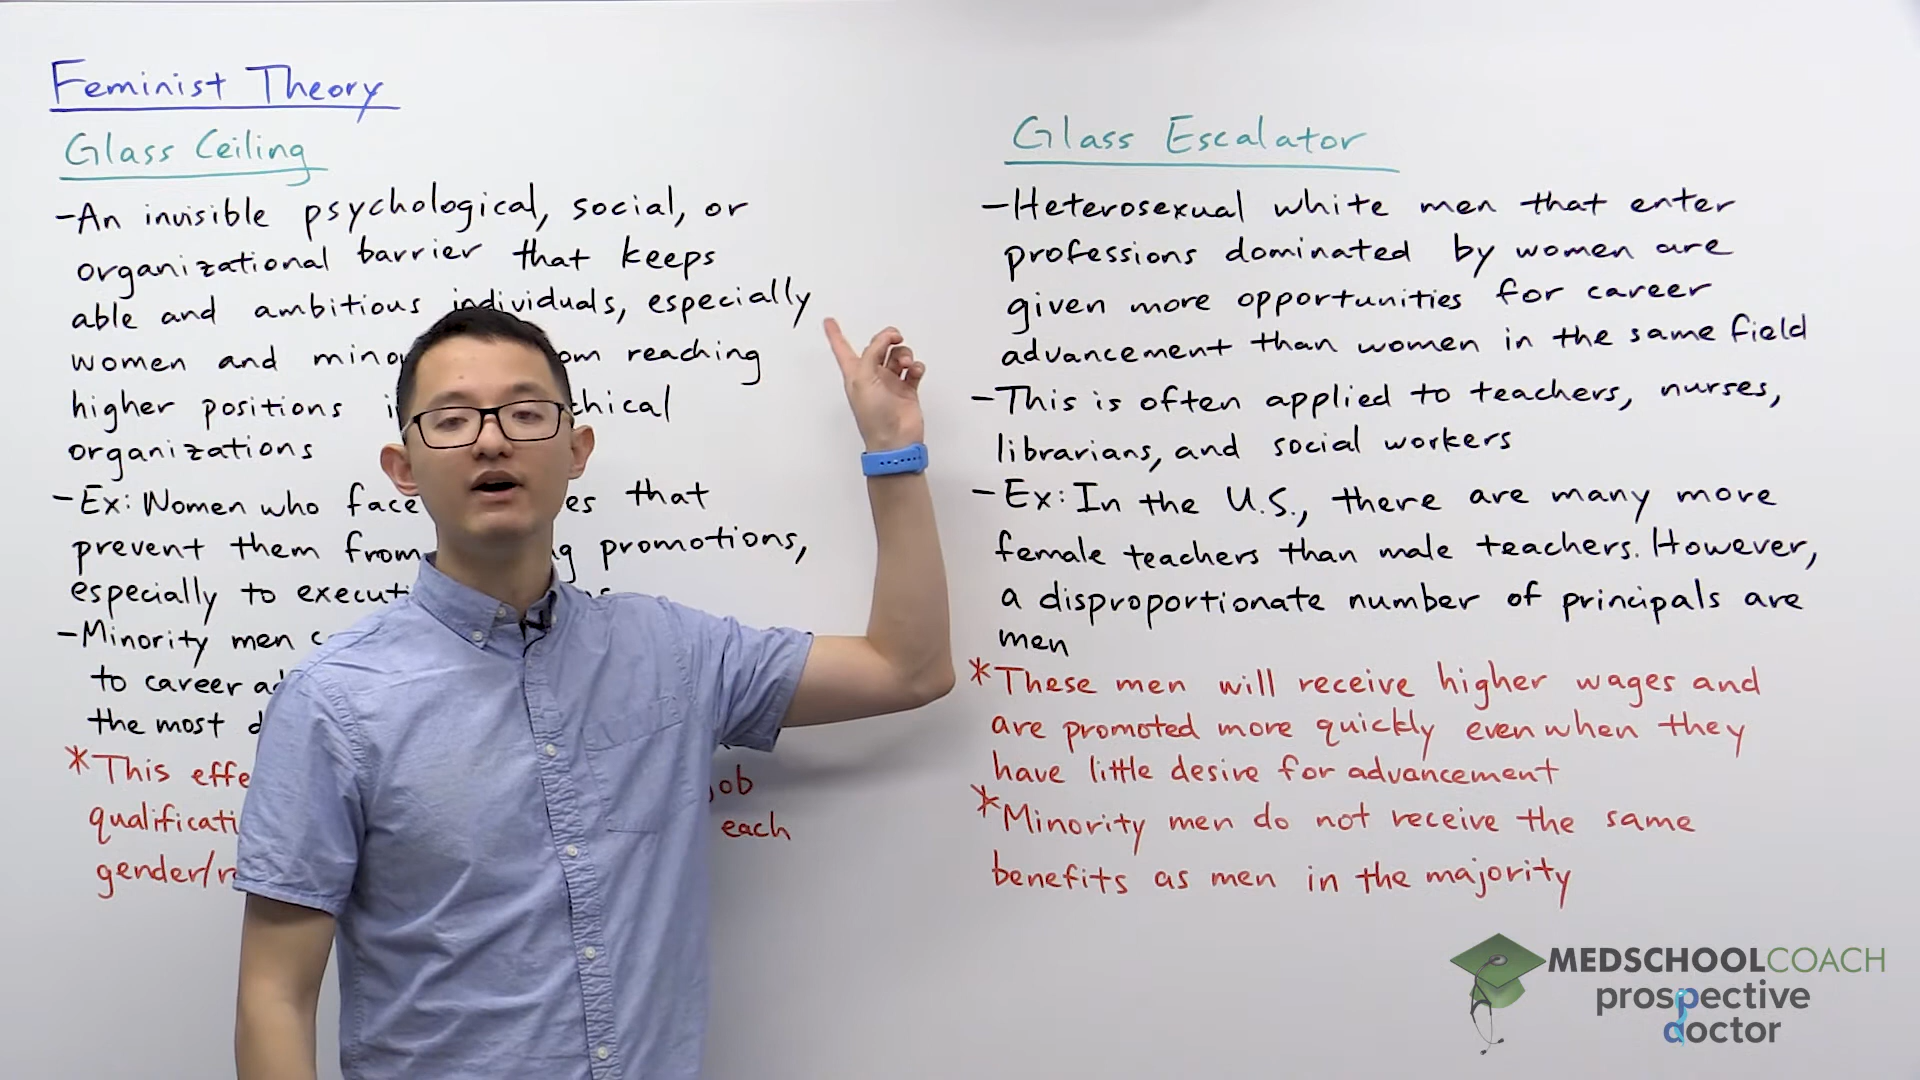 Feminist Theory
Glass Ceiling
-An invisible psychological, social, or
organizational barrier that keeps
able and ambitious individuals, especially
women and reaching
higher positions
organizations
-Ex: Women who face that
prevent them from promotions,
especially to
-Minority men
to career
the most
*This
job
each
Glass Escalator
-Heterosexual white men that enter
professions dominated by women are
given more opportunities for career
advancement than women in the same field
-This is often applied to teachers, nurses,
librarians, and social workers
-Ex: In the U.S., there are many more
female teachers than male teachers. However,
a disproportionate number of principals are
men
*These men will receive higher wages and
are promoted more quickly even when they
have little desire for advancement
*Minority men do not receive the same
benefits as men in the majority
MEDSCHOOLCOACH
prospective
doctor